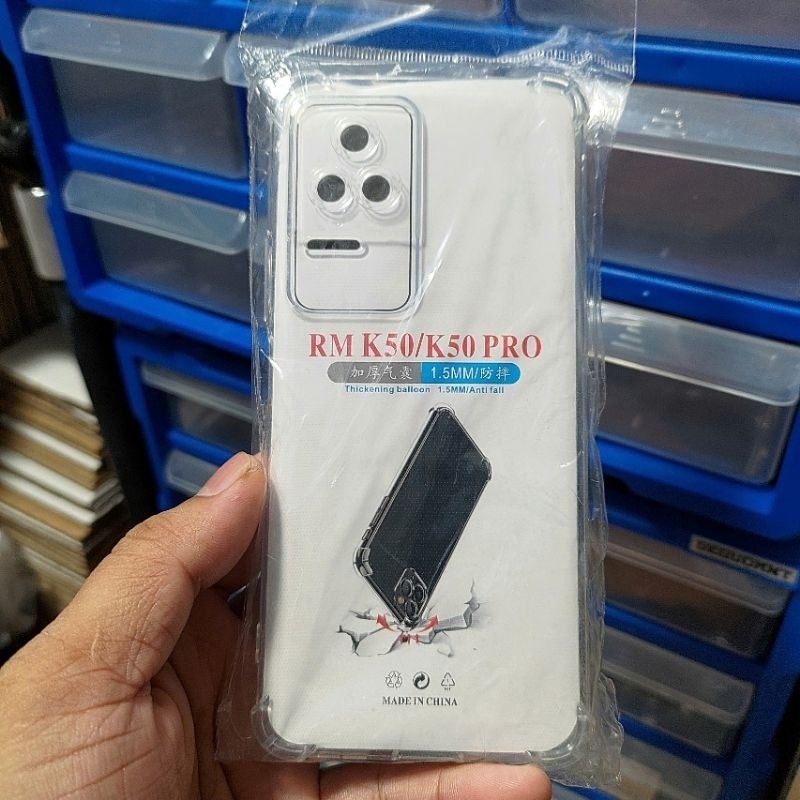 RM K50/K50 PRO
加厚气囊 1.5MM/防摔
Thickening balloon 1.5MM/Anti fall
MADE IN CHINA